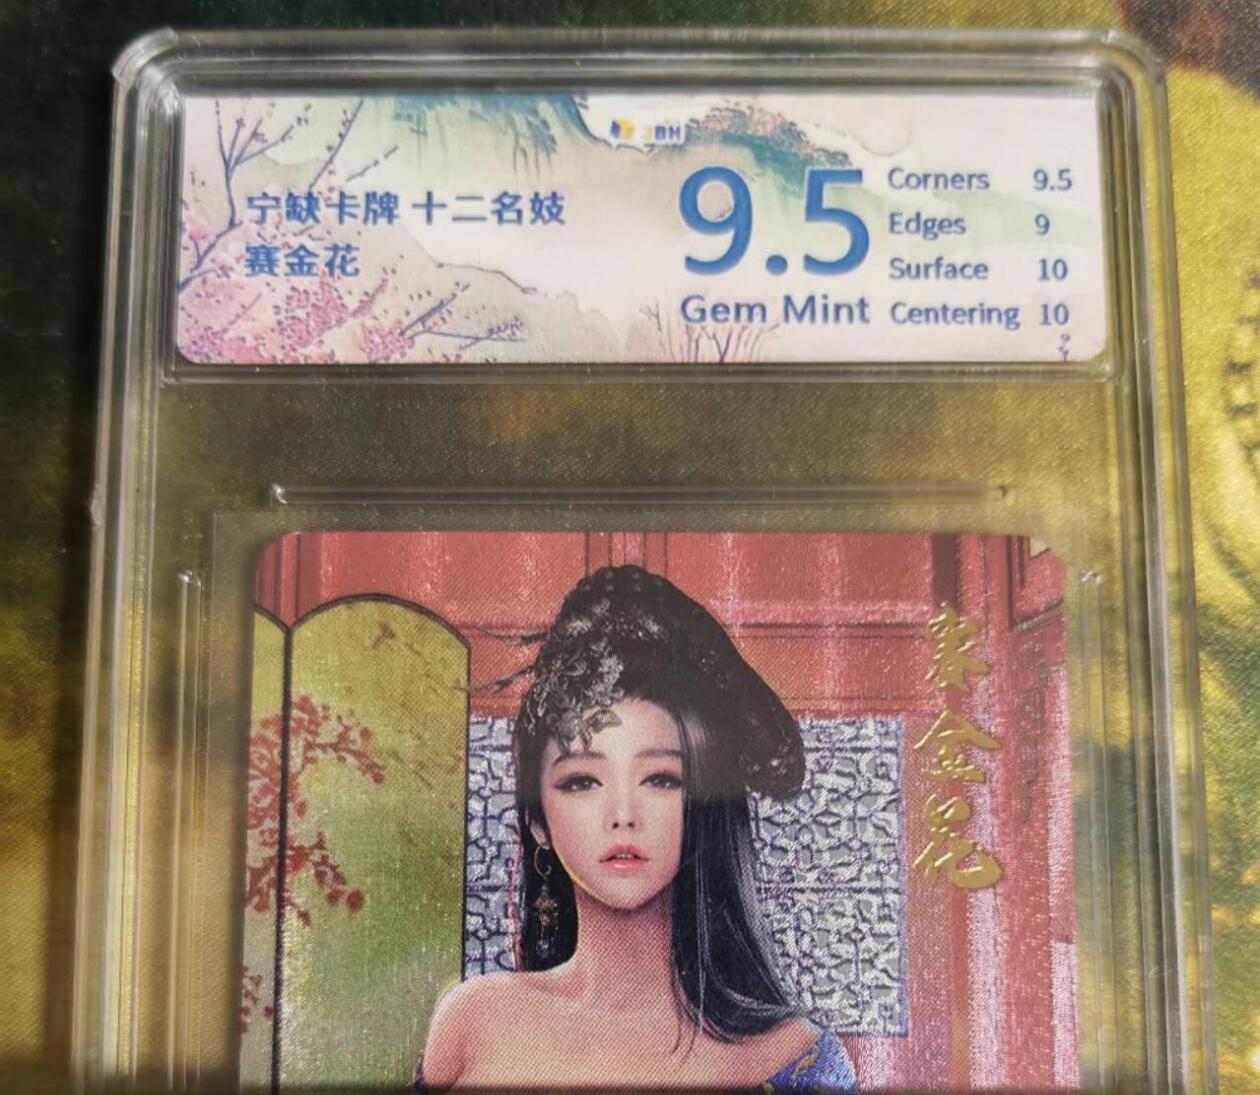 宁缺卡牌 十二名妓
赛金花
9.5
Gem Mint
Corners 9.5
Edges 9
Surface 10
Centering 10
赛金花